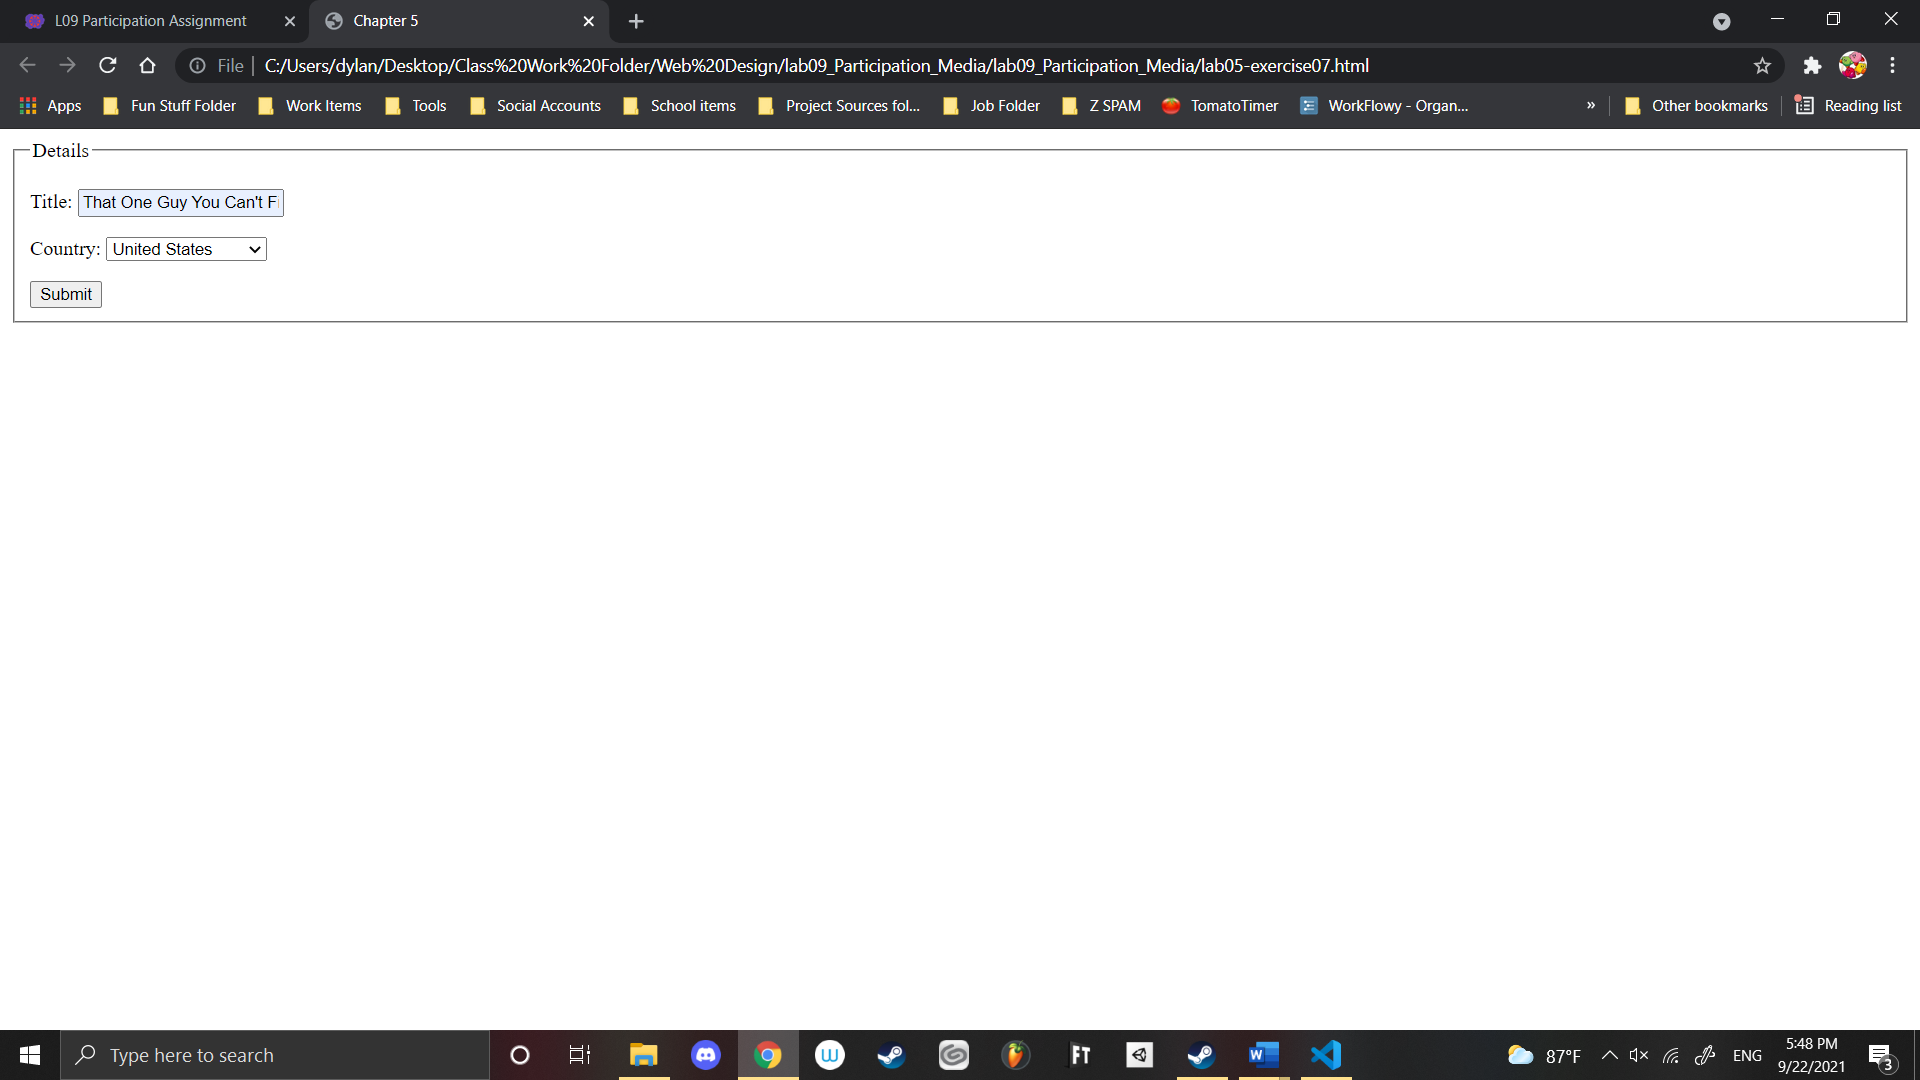 L09 Participation Assignment
Chapter 5
File
C:/Users/dylan/Desktop/Class%20Work%20Folder/Web%20Design/lab09_Participation_Media/lab09_Participation_Media/lab05-exercise07.html
Apps Fun Stuff Folder Work Items Tools Social Accounts School items Project Sources fol... Job Folder Z SPAM TomatoTimer WorkFlowy - Organ... » Other bookmarks Reading list
Details
Title: That One Guy You Can't F
Country: United States
Submit
Type here to search
W
FT
W
87°F
ENG
5:48 PM
9/22/2021
3